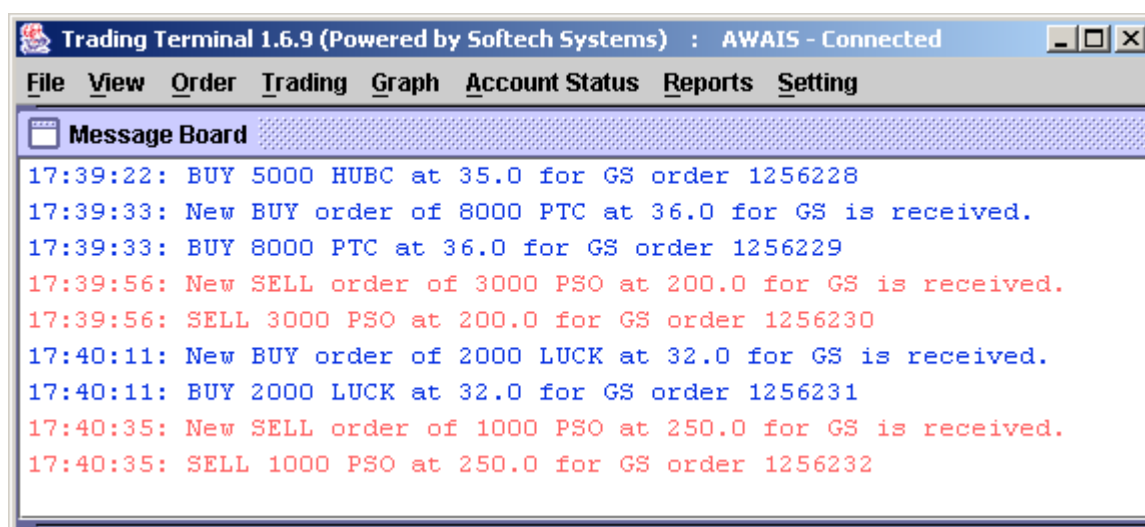 Trading Terminal 1.6.9 (Powered by Softech Systems) : AWAIS - Connected
File View Order Trading Graph Account Status Reports Setting
Message Board
17:39:22: BUY 5000 HUBC at 35.0 for GS order 1256228
17:39:33: New BUY order of 8000 PTC at 36.0 for GS is received.
17:39:33: BUY 8000 PTC at 36.0 for GS order 1256229
17:39:56: New SELL order of 3000 PSO at 200.0 for GS is received.
17:39:56: SELL 3000 PSO at 200.0 for GS order 1256230
17:40:11: New BUY order of 2000 LUCK at 32.0 for GS is received.
17:40:11: BUY 2000 LUCK at 32.0 for GS order 1256231
17:40:35: New SELL order of 1000 PSO at 250.0 for GS is received.
17:40:35: SELL 1000 PSO at 250.0 for GS order 1256232